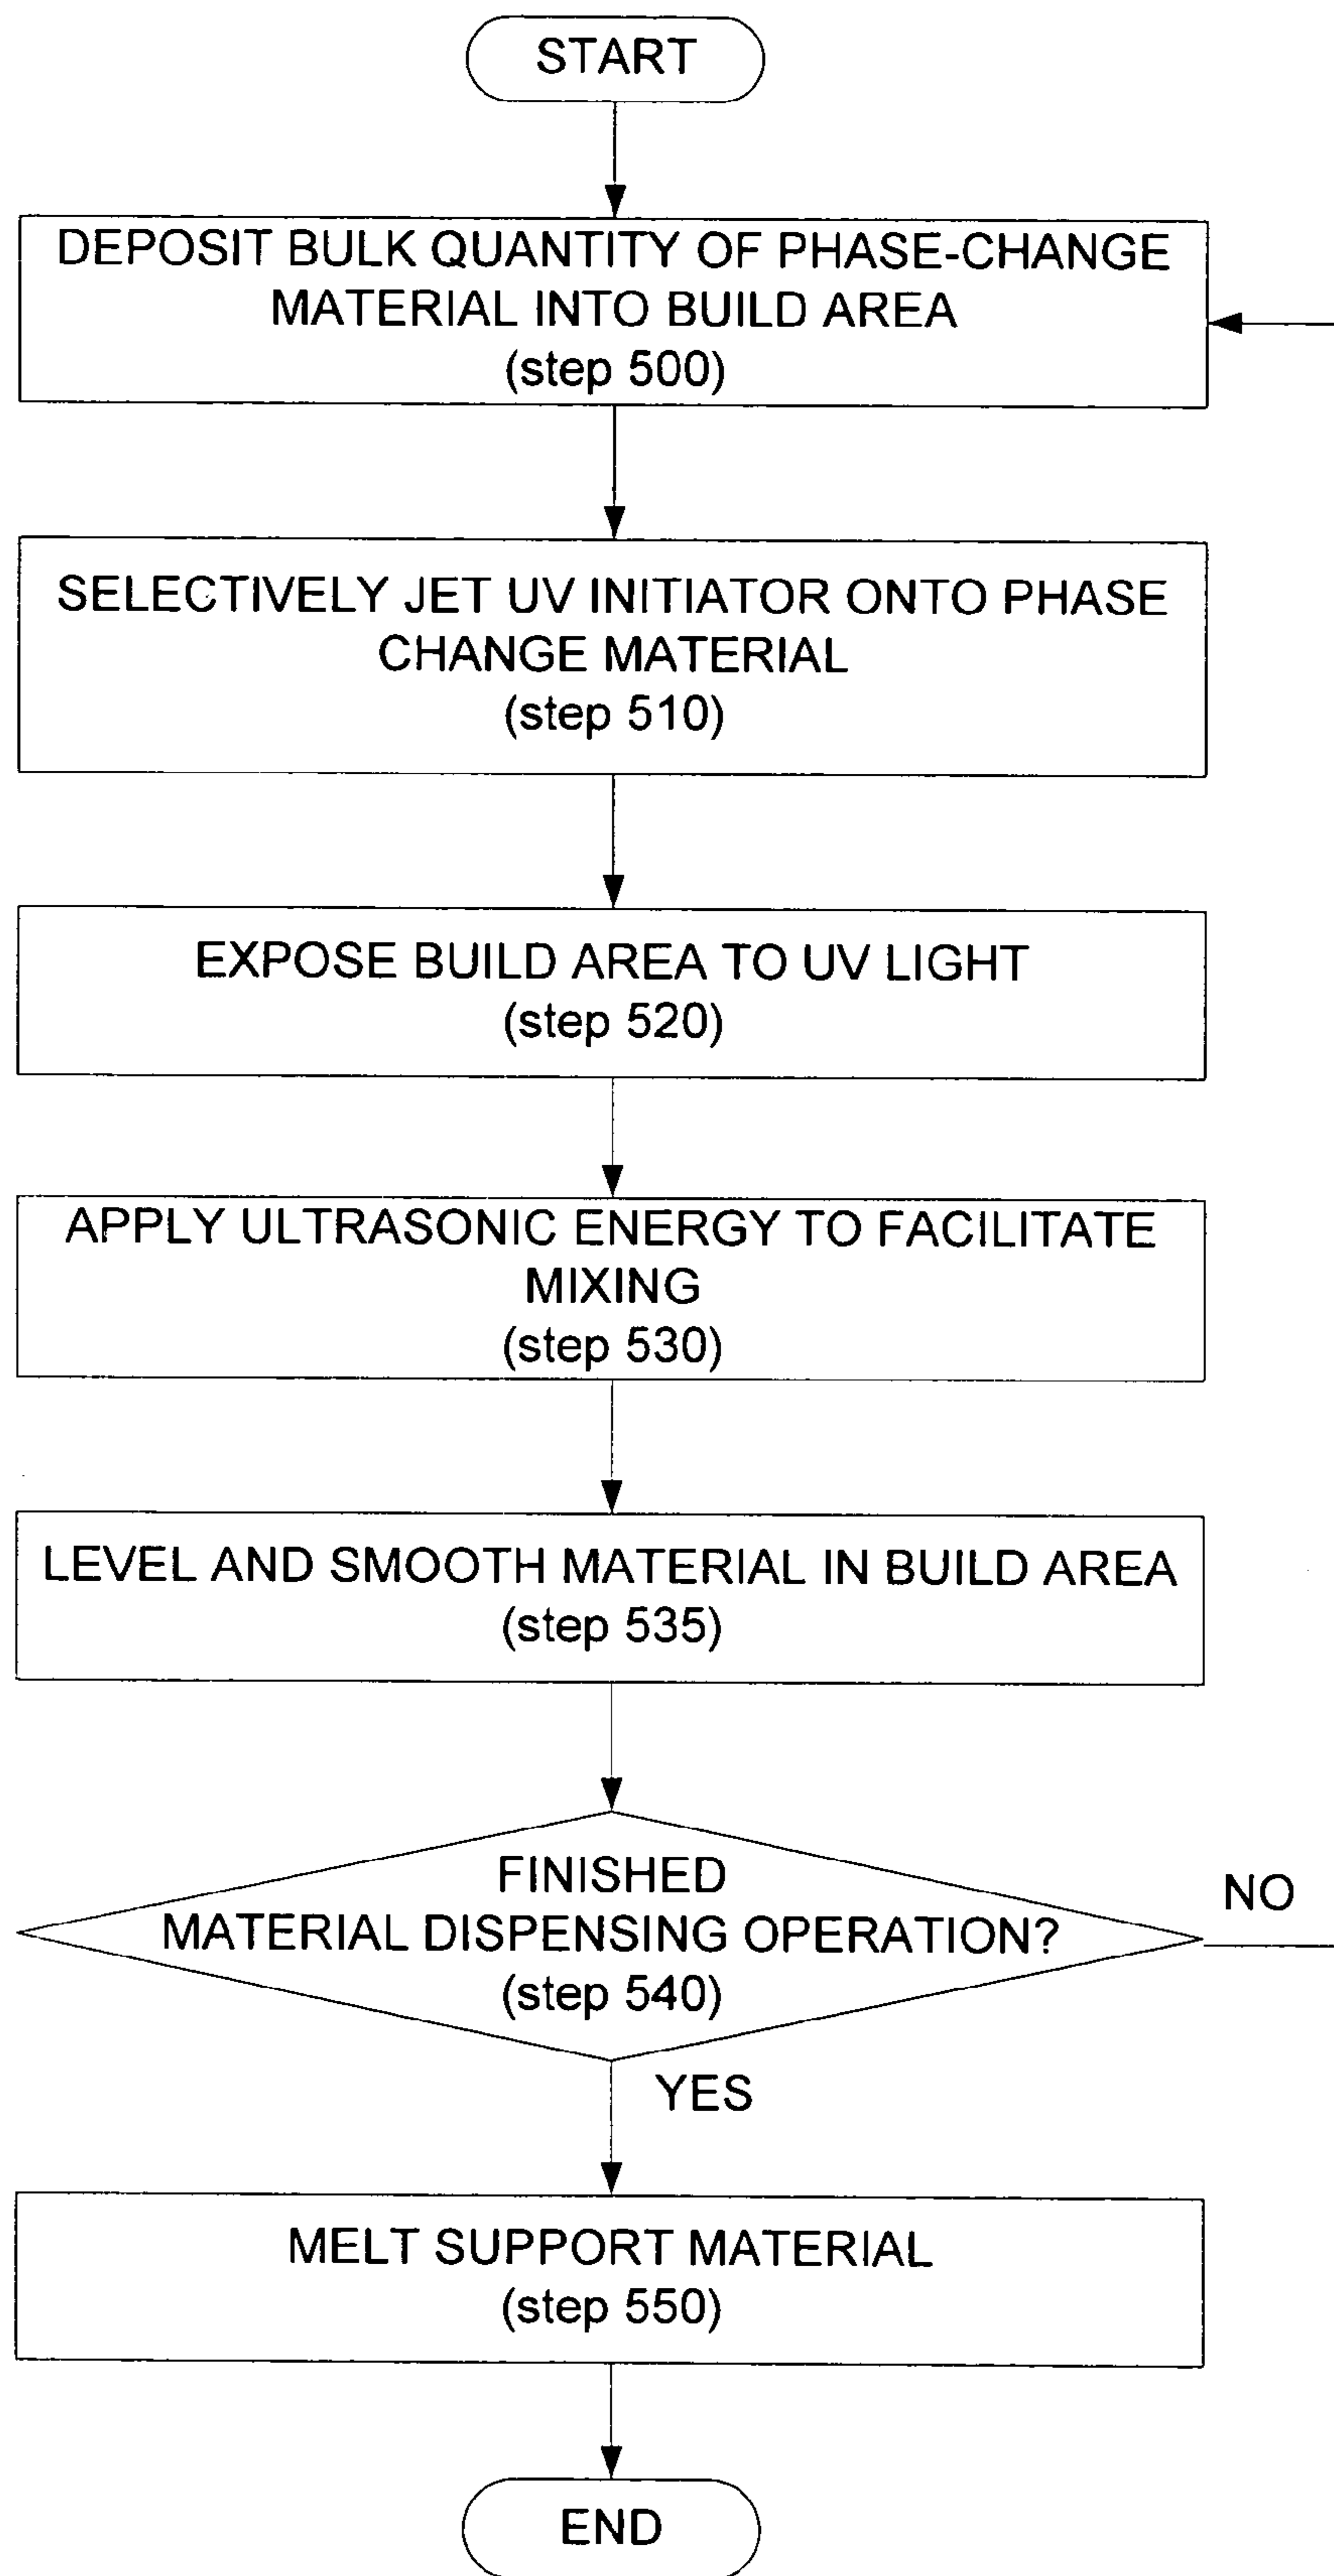 START
DEPOSIT BULK QUANTITY OF PHASE-CHANGE
MATERIAL INTO BUILD AREA
(step 500)
SELECTIVELY JET UV INITIATOR ONTO PHASE
CHANGE MATERIAL
(step 510)
EXPOSE BUILD AREA TO UV LIGHT
(step 520)
APPLY ULTRASONIC ENERGY TO FACILITATE
MIXING
(step 530)
LEVEL AND SMOOTH MATERIAL IN BUILD AREA
(step 535)
FINISHED
MATERIAL DISPENSING OPERATION?
(step 540)
NO
YES
MELT SUPPORT MATERIAL
(step 550)
END